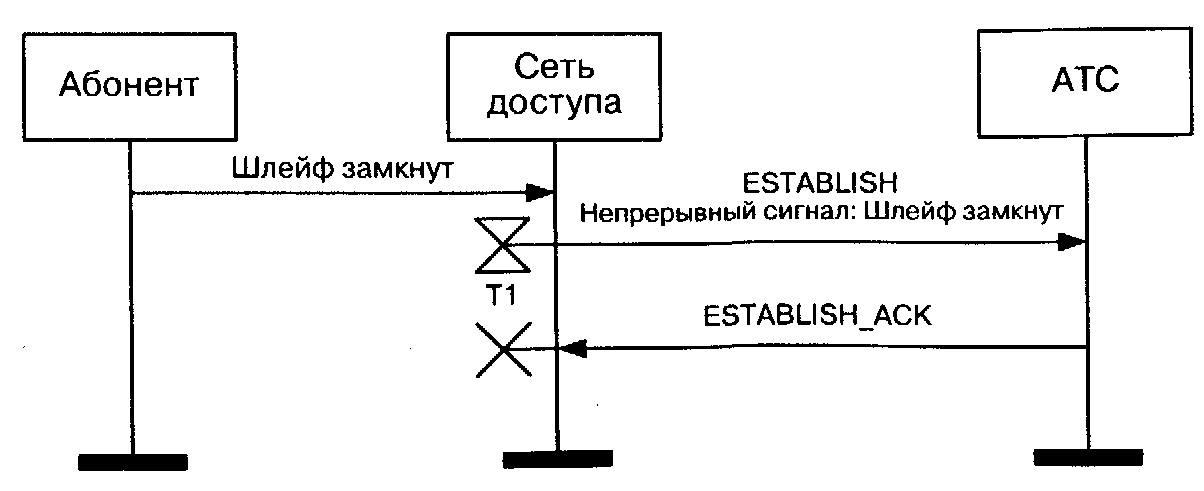 Абонент
Сеть
доступа
АТС
Шлейф замкнут
ESTABLISH
Непрерывный сигнал: Шлейф замкнут
T1
ESTABLISH_ACK